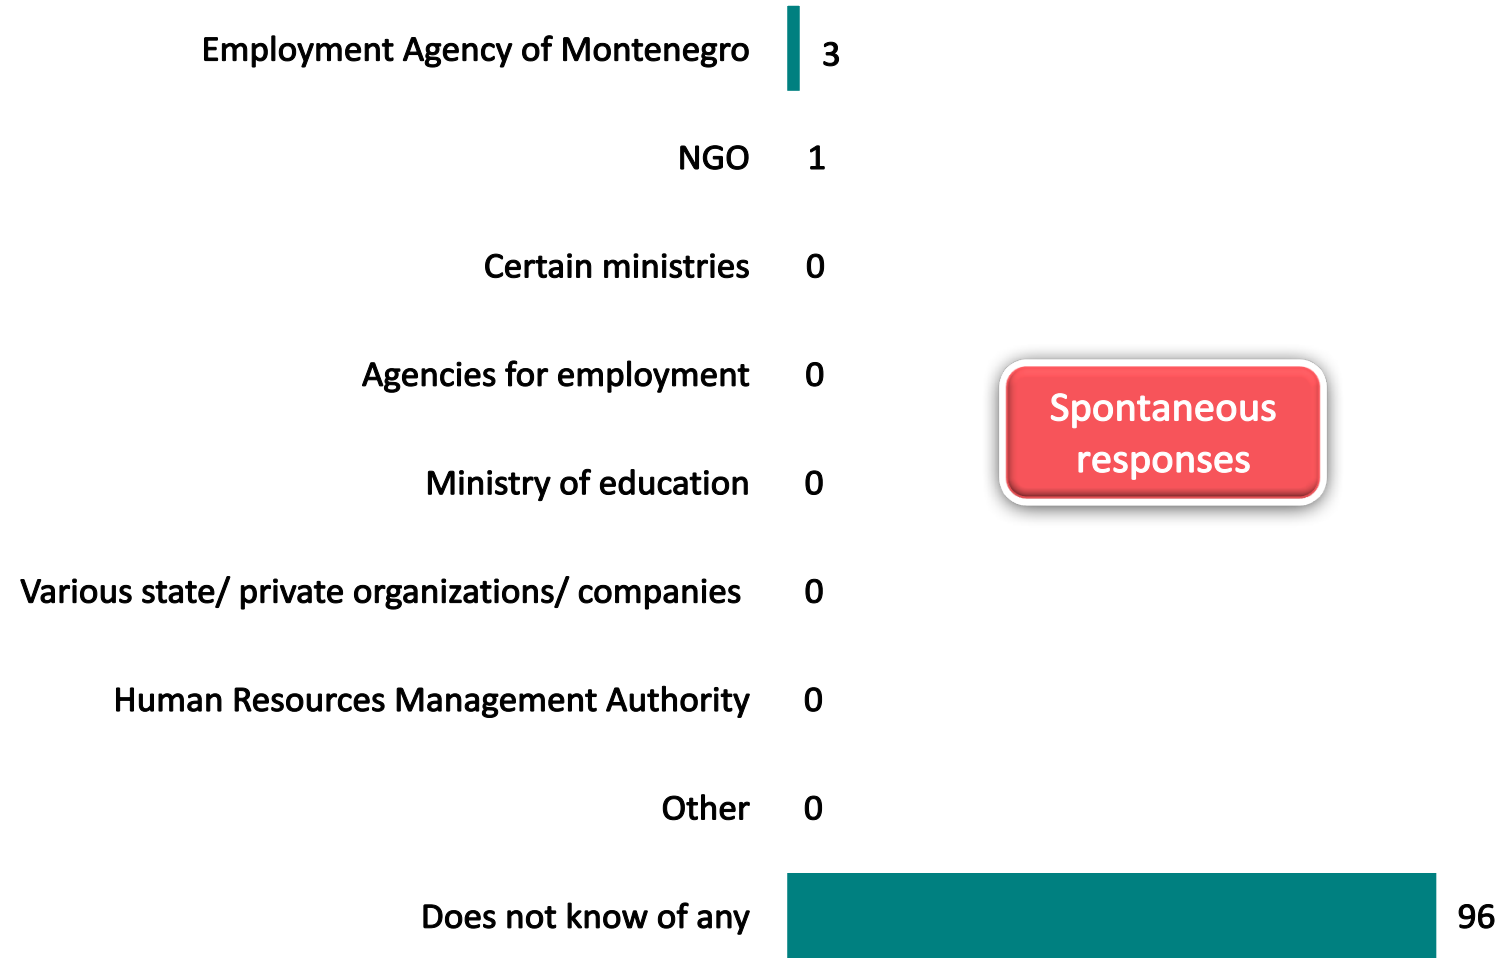 Employment Agency of Montenegro 3
NGO 1
Certain ministries 0
Agencies for employment 0
Spontaneous
responses
Ministry of education 0
Various state/ private organizations/ companies 0
Human Resources Management Authority 0
Other 0
Does not know of any 96